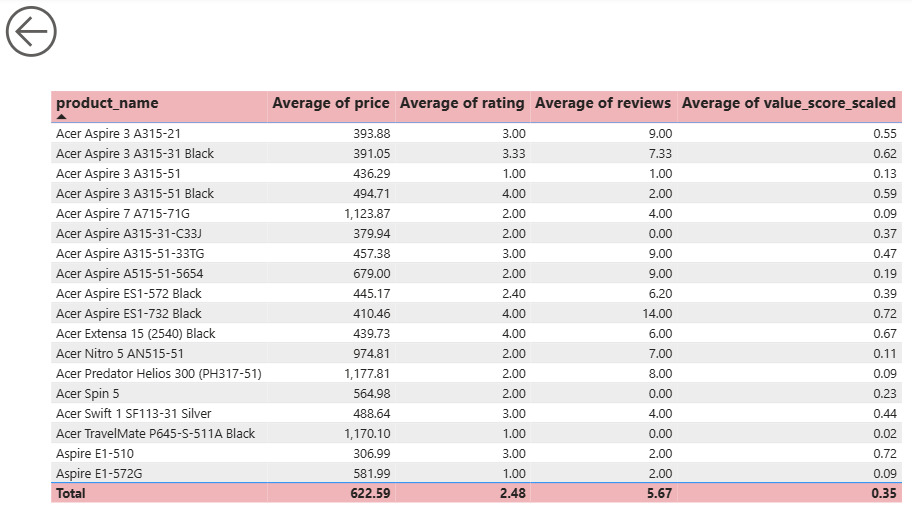 product_name Average of price Average of rating Average of reviews Average of value_score_scaled
Acer Aspire 3 A315-21 393.88 3.00 9.00 0.55
Acer Aspire 3 A315-31 Black 391.05 3.33 7.33 0.62
Acer Aspire 3 A315-51 436.29 1.00 1.00 0.13
Acer Aspire 3 A315-51 Black 494.71 4.00 2.00 0.59
Acer Aspire 7 A715-71G 1,123.87 2.00 4.00 0.09
Acer Aspire A315-31-C33J 379.94 2.00 0.00 0.37
Acer Aspire A315-51-33TG 457.38 3.00 9.00 0.47
Acer Aspire A515-51-5654 679.00 2.00 9.00 0.19
Acer Aspire ES1-572 Black 445.17 2.40 6.20 0.39
Acer Aspire ES1-732 Black 410.46 4.00 14.00 0.72
Acer Extensa 15 (2540) Black 439.73 4.00 6.00 0.67
Acer Nitro 5 AN515-51 974.81 2.00 7.00 0.11
Acer Predator Helios 300 (PH317-51) 1,177.81 2.00 8.00 0.09
Acer Spin 5 564.98 2.00 0.00 0.23
Acer Swift 1 SF113-31 Silver 488.64 3.00 4.00 0.44
Acer TravelMate P645-S-511A Black 1,170.10 1.00 0.00 0.02
Aspire E1-510 306.99 3.00 2.00 0.72
Aspire E1-572G 581.99 1.00 2.00 0.09
Total 622.59 2.48 5.67 0.35